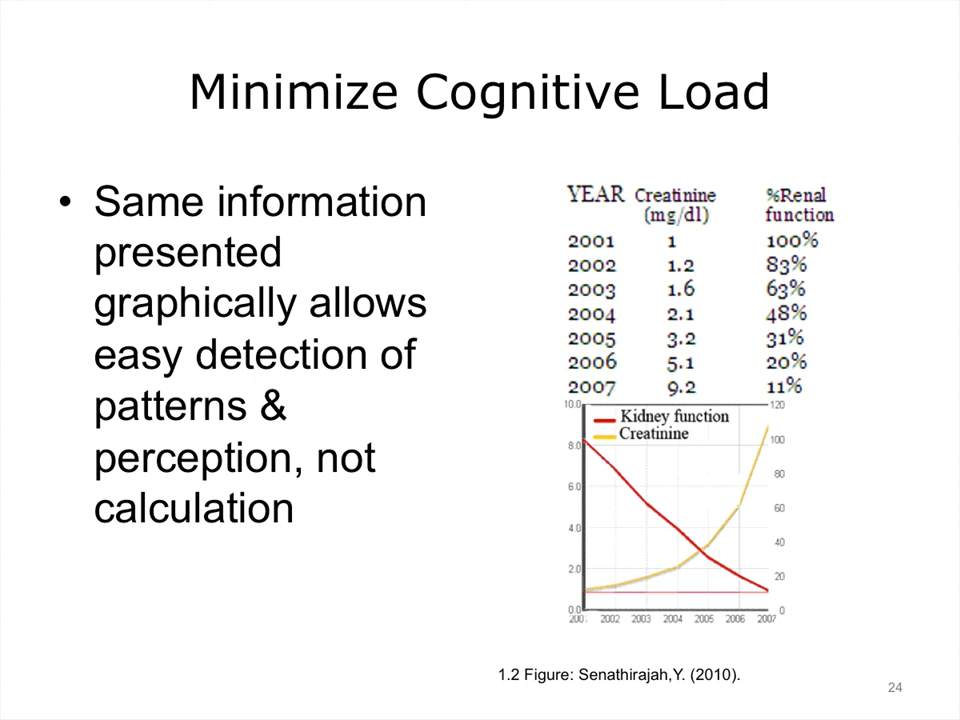 Minimize Cognitive Load
• Same information
presented
graphically allows
easy detection of
patterns &
perception, not
calculation
YEAR Creatinine %Renal
(mg/dl) function
2001 1 100%
2002 1.2 83%
2003 1.6 63%
2004 2.1 48%
2005 3.2 31%
2006 5.1 20%
2007 9.2 11%
10.0 Kidney function 120
Creatinine
8.0 100
80
6.0 60
4.0 40
2.0 20
0.0 0
2002 2003 2004 2005 2006 2007
1.2 Figure: Senathirajah,Y. (2010).
24